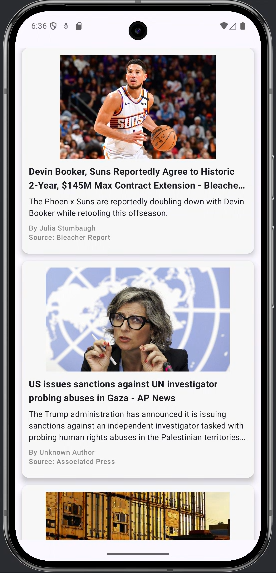 6:36
SUNS
Devin Booker, Suns Reportedly Agree to Historic
2-Year, $145M Max Contract Extension - Bleache...
The Phoenix Suns are reportedly doubling down with Devin
Booker while retooling this offseason.
By Julia Stumbaugh
Source: Bleacher Report
US issues sanctions against UN investigator
probing abuses in Gaza - AP News
The Trump administration has announced it is issuing
sanctions against an independent investigator tasked with
probing human rights abuses in the Palestinian territories...
By Unknown Author
Source: Associated Press